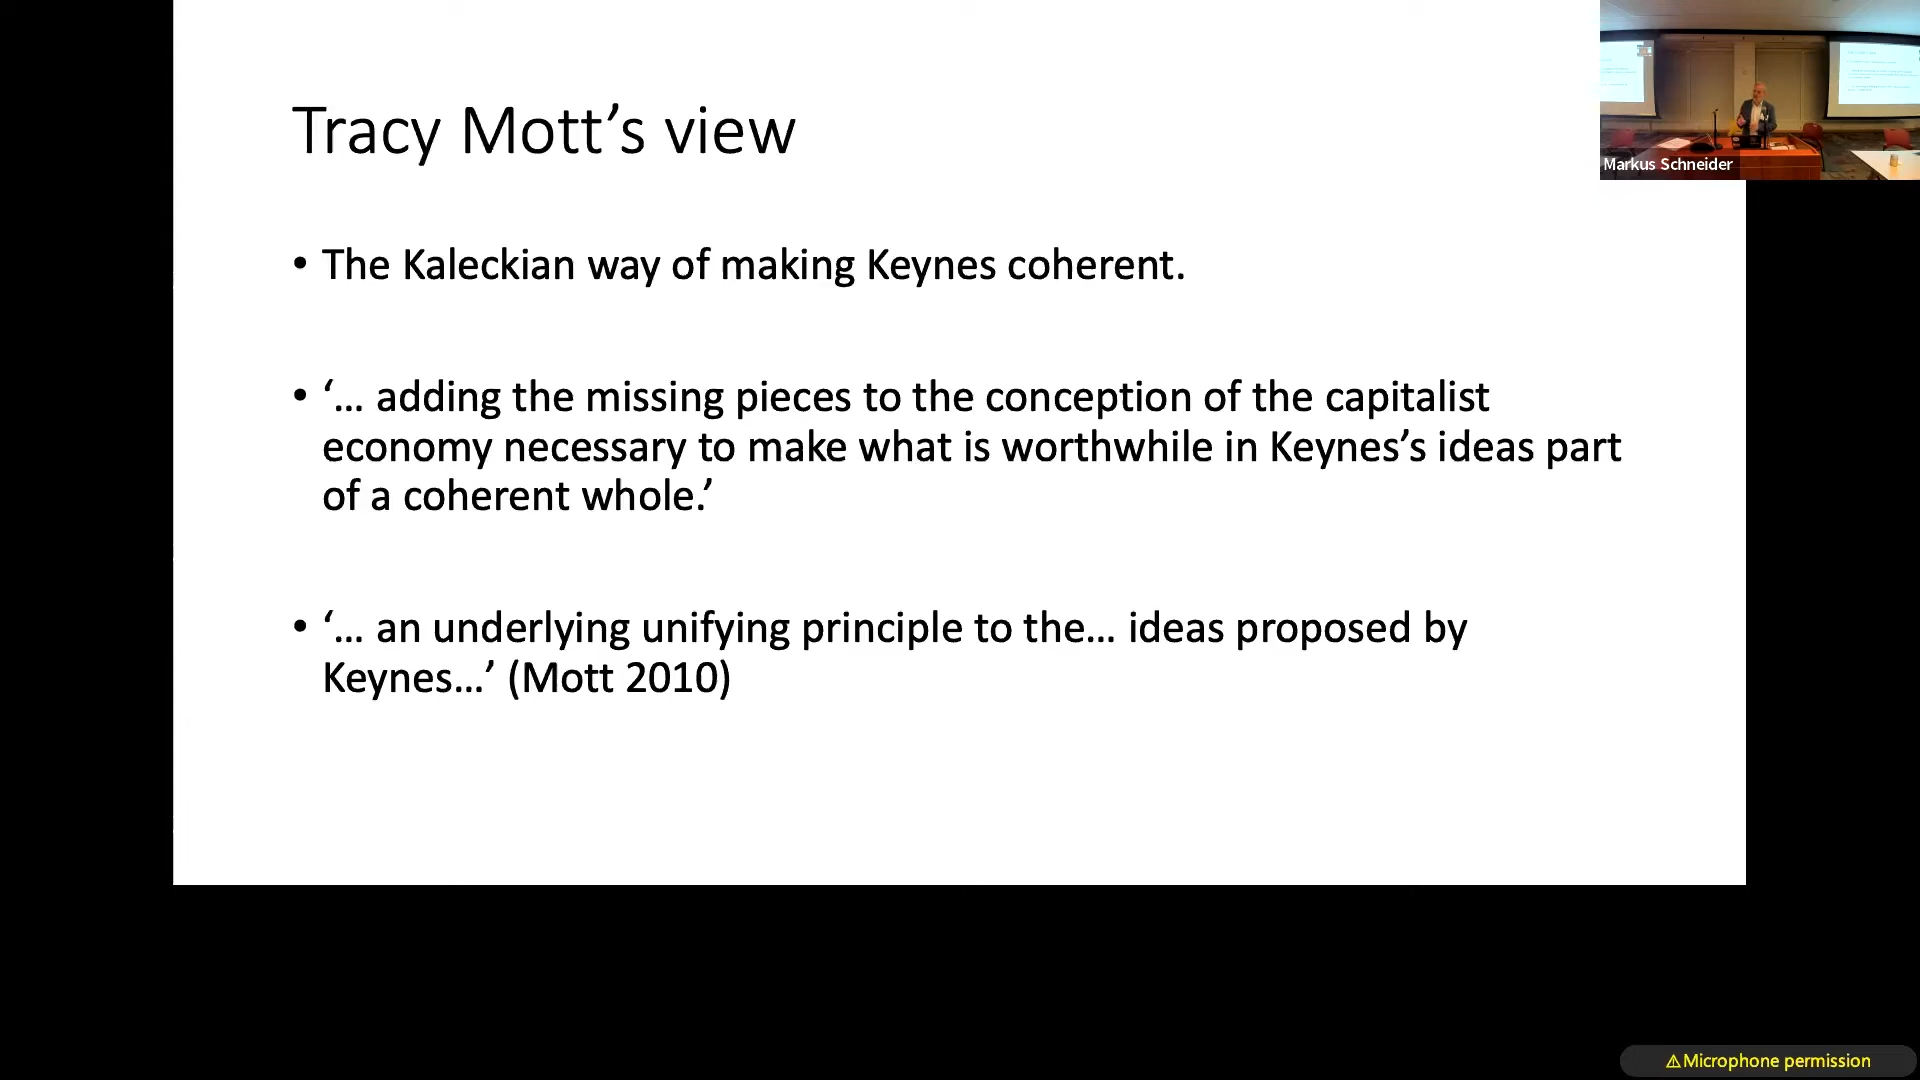 Tracy Mott’s view
• The Kaleckian way of making Keynes coherent.
• ‘… adding the missing pieces to the conception of the capitalist
economy necessary to make what is worthwhile in Keynes’s ideas part
of a coherent whole.’
• ‘… an underlying unifying principle to the… ideas proposed by
Keynes…’ (Mott 2010)
Markus Schneider
⚠Microphone permission